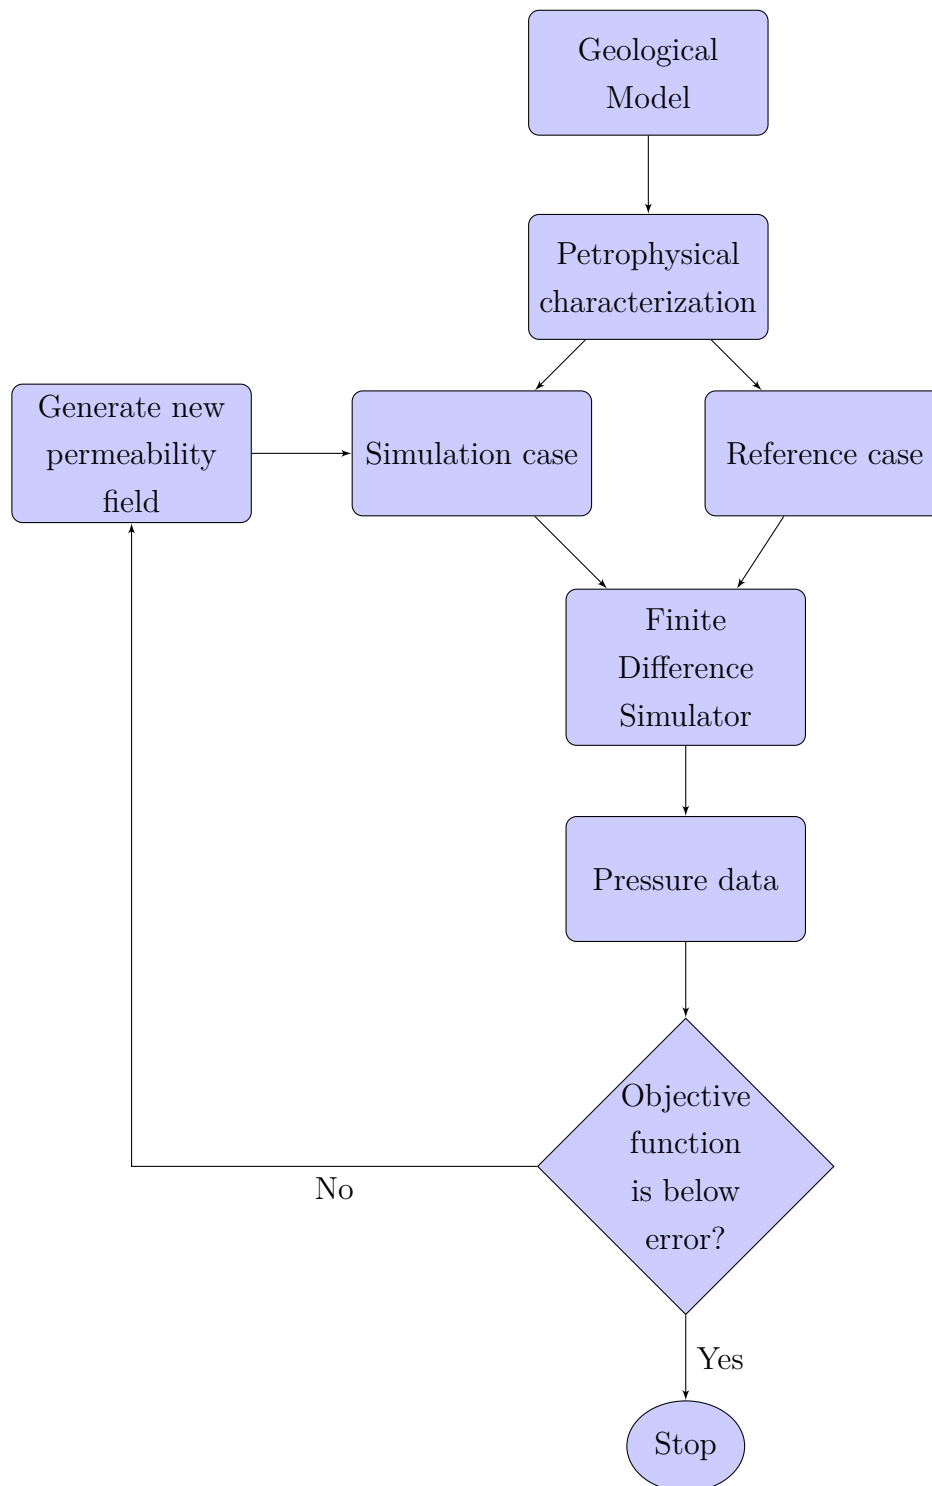 Geological
Model
Petrophysical
characterization
Generate new
permeability
field
Simulation case
Reference case
Finite
Difference
Simulator
Pressure data
Objective
function
is below
error?
No
Yes
Stop